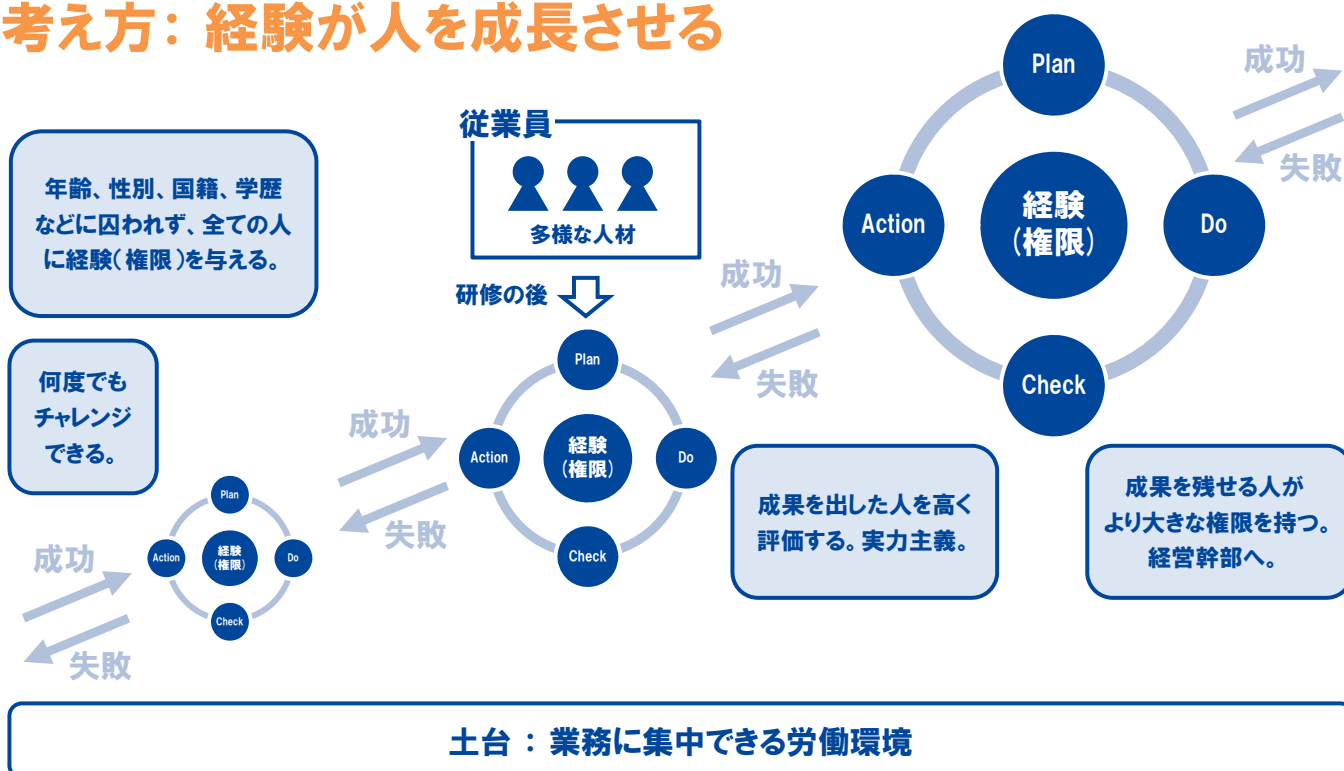 考え方：経験が人を成長させる
年齢、性別、国籍、学歴
などに囚われず、全ての人
に経験（権限）を与える。
何度でも
チャレンジ
できる。
従業員
多様な人材
研修の後
成功
失敗
Plan
Do
Check
Action
経験
（権限）
成功
失敗
Plan
Do
Check
Action
経験
（権限）
成功
失敗
Plan
Do
Check
Action
経験
（権限）
成功
失敗
成果を出した人を高く
評価する。実力主義。
成果を残せる人が
より大きな権限を持つ。
経営幹部へ。
土台：業務に集中できる労働環境